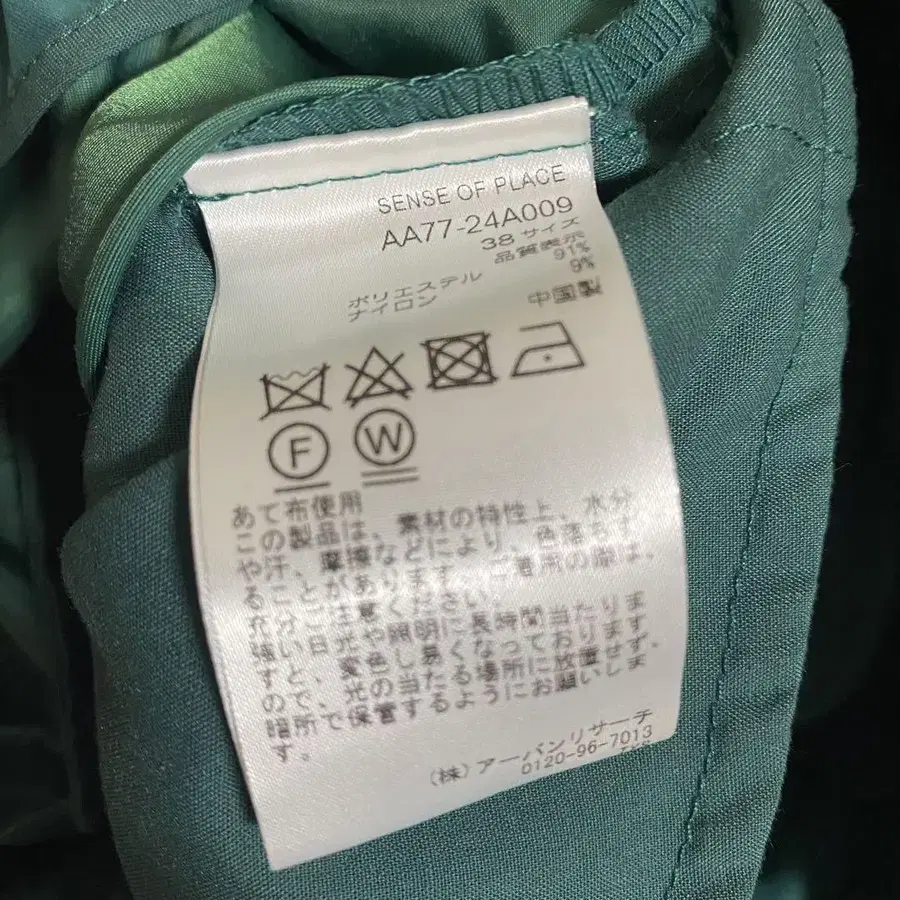 SENSE OF PLACE
AA77-24A009
38 サイズ
品質表示
ポリエステル 91%
ナイロン 9%
中国製
F W
あて布使用
この製品は、素材の特性上、水分
や汗、摩擦などにより、色落ちす
ることがあります。ご着用の際は、
ご注意ください。
また、日光や照明に長時間当たりま
すと、変色し易くなっております
ので、光の当たる場所に放置せず、
暗所で保管するようにお願いしま
す。
(株)アーバンリサーチ
0120-96-7013